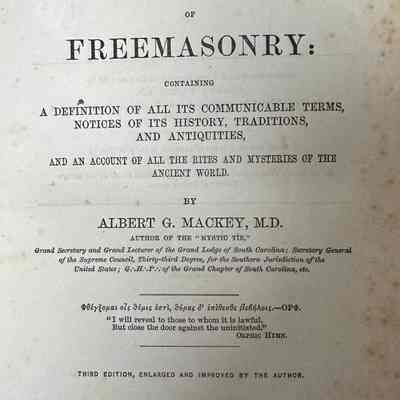 OF
FREEMASONRY:
CONTAINING
A DEFINITION OF ALL ITS COMMUNICABLE TERMS,
NOTICES OF ITS HISTORY, TRADITIONS,
AND ANTIQUITIES,
AND AN ACCOUNT OF ALL THE RITES AND MYSTERIES OF THE
ANCIENT WORLD.
BY
ALBERT G. MACKEY, M.D.
AUTHOR OF THE "MYSTIC TIE,"
Grand Secretary and Grand Lecturer of the Grand Lodge of South Carolina; Secretary General
of the Supreme Council, Thirty-third Degree, for the Southern Jurisdiction of the
United States; G.·.H.·.P.·. of the Grand Chapter of South Carolina, etc.
Φθέγξομαι οἷς θέμις ἐστὶ, θύρας δ' ἐπίθεσθε βεβήλοις.—ΟΡΦ.
"I will reveal to those to whom it is lawful,
But close the door against the uninitiated."
ORPHIC HYMN.
THIRD EDITION, ENLARGED AND IMPROVED BY THE AUTHOR.